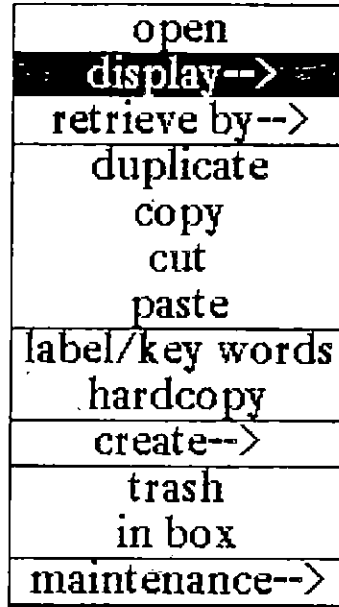 open
display-->
retrieve by-->
duplicate
copy
cut
paste
label/key words
hardcopy
create-->
trash
in box
maintenance-->